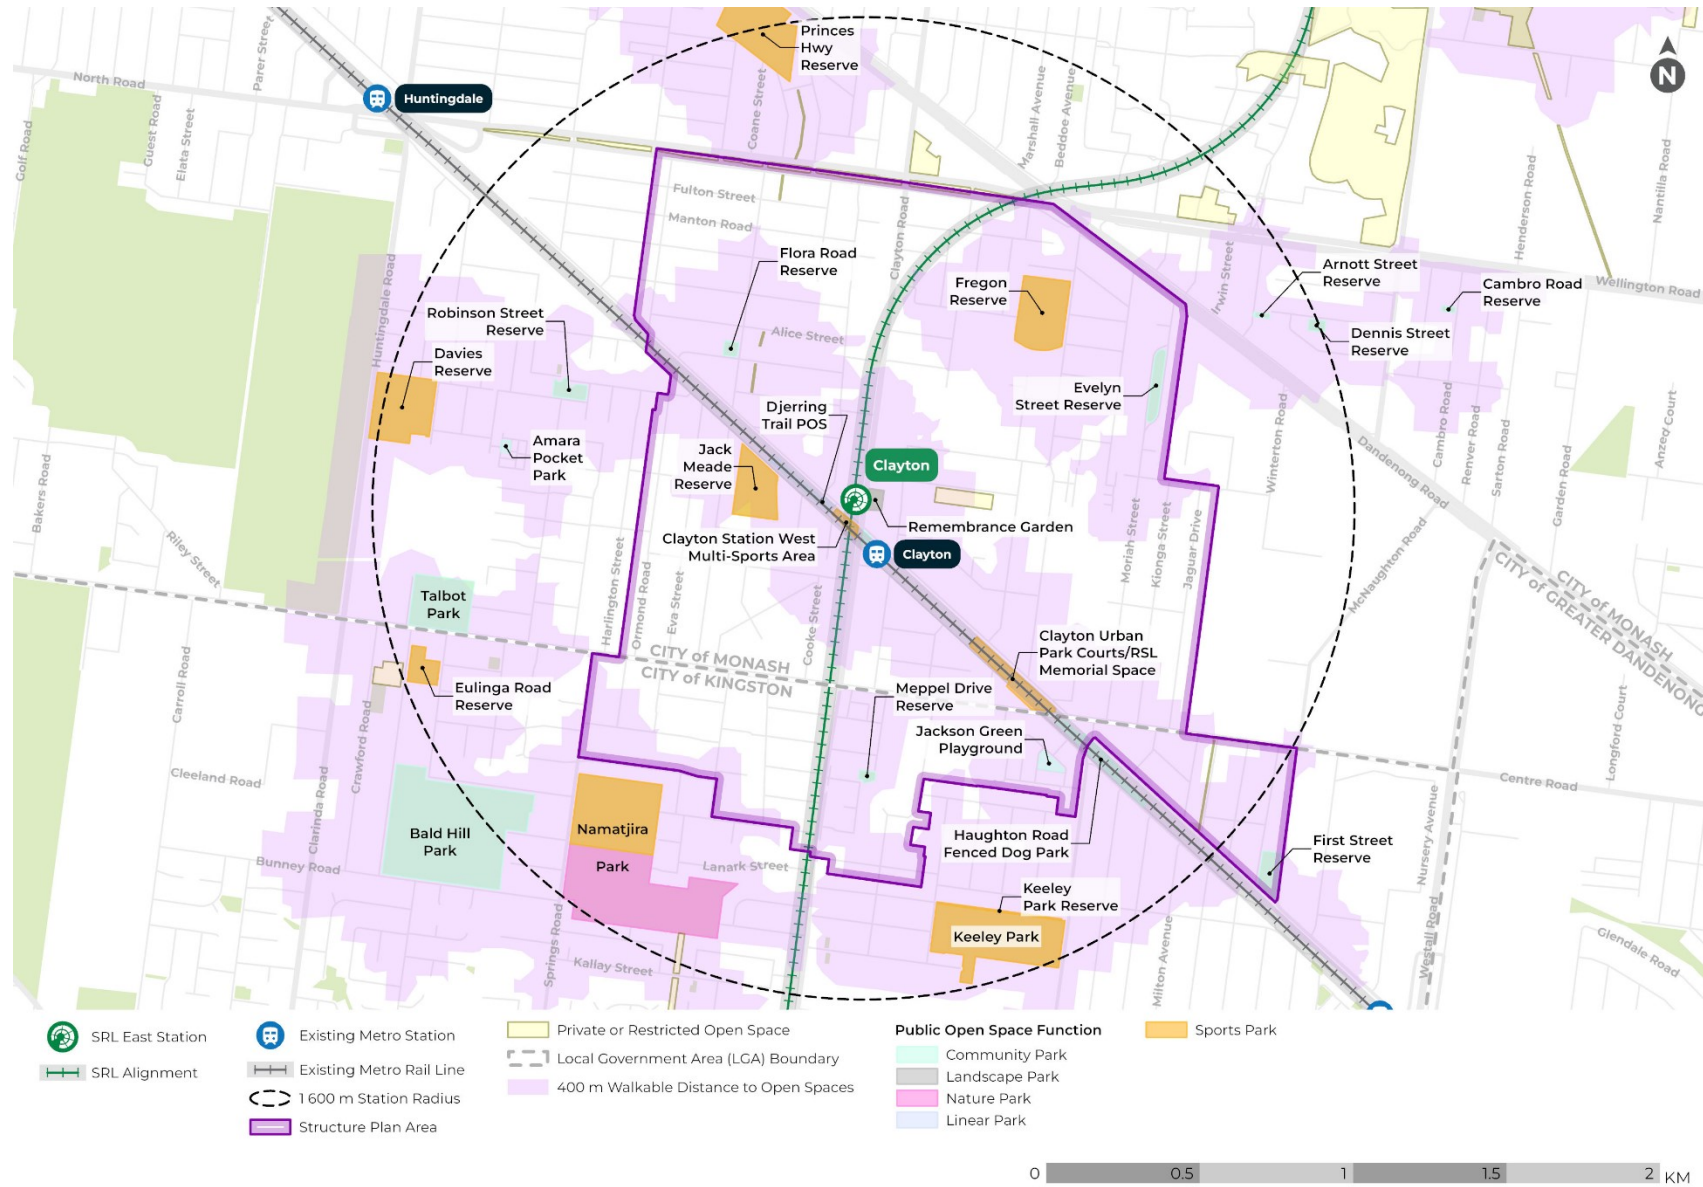 Princes
Hwy
Reserve
N
Parer Street
North Road
Huntingdale
Golf Road
Guest Road
Elata Street
Coane Street
Marshall Avenue
Beddoe Avenue
Henderson Road
Nantilla Road
Fulton Street
Manton Road
Clayton Road
Huntingdale Road
Flora Road
Reserve
Fregon
Reserve
Irwin Street
Arnott Street
Reserve
Cambro Road
Reserve
Wellington Road
Robinson Street
Reserve
Alice Street
Dennis Street
Reserve
Davies
Reserve
Evelyn
Street Reserve
Djerring
Trail POS
Amara
Pocket
Park
Jack
Meade
Reserve
Clayton
Winterton Road
Dandenong Road
Cambro Road
Renver Road
Sarton Road
Garden Road
Anzed Court
Bakers Road
Riley Street
Remembrance Garden
Clayton Station West
Multi-Sports Area
Clayton
Moriah Street
Kionga Street
Jaguar Drive
McNaughton Road
CITY of MONASH
CITY of GREATER DANDENONG
Talbot
Park
Harlington Street
Ormond Road
Eva Street
Cooke Street
CITY of MONASH
CITY of KINGSTON
Clayton Urban
Park Courts/RSL
Memorial Space
Carroll Road
Eulinga Road
Reserve
Meppel Drive
Reserve
Jackson Green
Playground
Longford Court
Crawford Road
Cleeland Road
Centre Road
Clarinda Road
Bald Hill
Park
Namatjira
Park
Haughton Road
Fenced Dog Park
First Street
Reserve
Nursery Avenue
Bunney Road
Lanark Street
Keeley
Park Reserve
Keeley Park
Springs Road
Kallay Street
Milton Avenue
Westall Road
Glendale Road
SRL East Station
SRL Alignment
Existing Metro Station
Existing Metro Rail Line
1 600 m Station Radius
Structure Plan Area
Private or Restricted Open Space
Local Government Area (LGA) Boundary
400 m Walkable Distance to Open Spaces
Public Open Space Function
Community Park
Landscape Park
Nature Park
Linear Park
Sports Park
0 0.5 1 1.5 2 KM